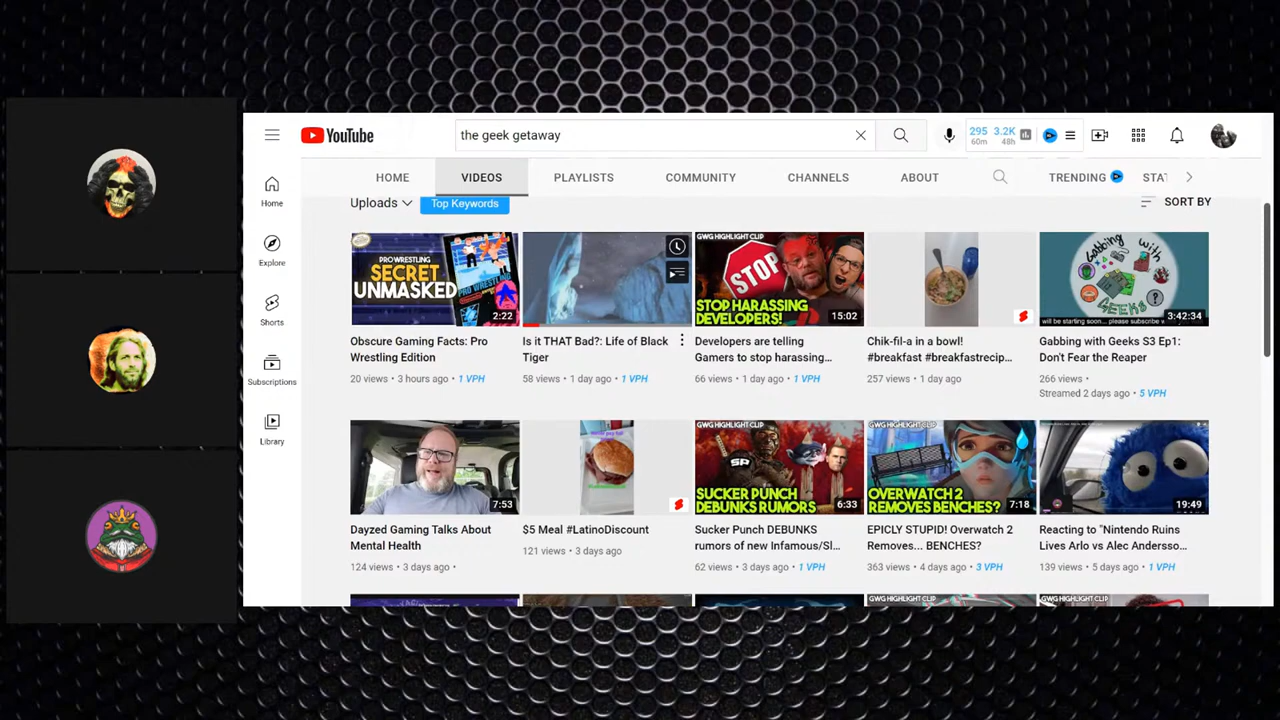 YouTube
the geek getaway
295 3.2K
60m 48h
HOME
VIDEOS
PLAYLISTS
COMMUNITY
CHANNELS
ABOUT
TRENDING
STAT
Home
Explore
Shorts
Subscriptions
Library
Uploads
Top Keywords
SORT BY
PRO WRESTLING
SECRET
UNMASKED
PRO WRESTLING
2:22
Obscure Gaming Facts: Pro
Wrestling Edition
20 views • 3 hours ago • 1 VPH
Is it THAT Bad?: Life of Black
Tiger
58 views • 1 day ago • 1 VPH
GWG HIGHLIGHT CLIP
STOP
STOP HARASSING
DEVELOPERS!
15:02
Developers are telling
Gamers to stop harassing...
66 views • 1 day ago • 1 VPH
Chik-fil-a in a bowl!
#breakfast #breakfastrecip...
257 views • 1 day ago
Gabbing with
GEEKS
will be starting soon... please subscribe
3:42:34
Gabbing with Geeks S3 Ep1:
Don't Fear the Reaper
266 views •
Streamed 2 days ago • 5 VPH
7:53
Dayzed Gaming Talks About
Mental Health
124 views • 3 days ago •
$5 Meal #LatinoDiscount
121 views • 3 days ago
GWG HIGHLIGHT CLIP
SP
SUCKER PUNCH
DEBUNKS RUMORS
6:33
Sucker Punch DEBUNKS
rumors of new Infamous/Sl...
62 views • 3 days ago • 1 VPH
GWG HIGHLIGHT CLIP
OVERWATCH 2
REMOVES BENCHES?
7:18
EPICLY STUPID! Overwatch 2
Removes... BENCHES?
363 views • 4 days ago • 3 VPH
19:49
Reacting to "Nintendo Ruins
Lives Arlo vs Alec Andersso...
139 views • 5 days ago • 1 VPH
GWG HIGHLIGHT CLIP
GWG HIGHLIGHT CLIP